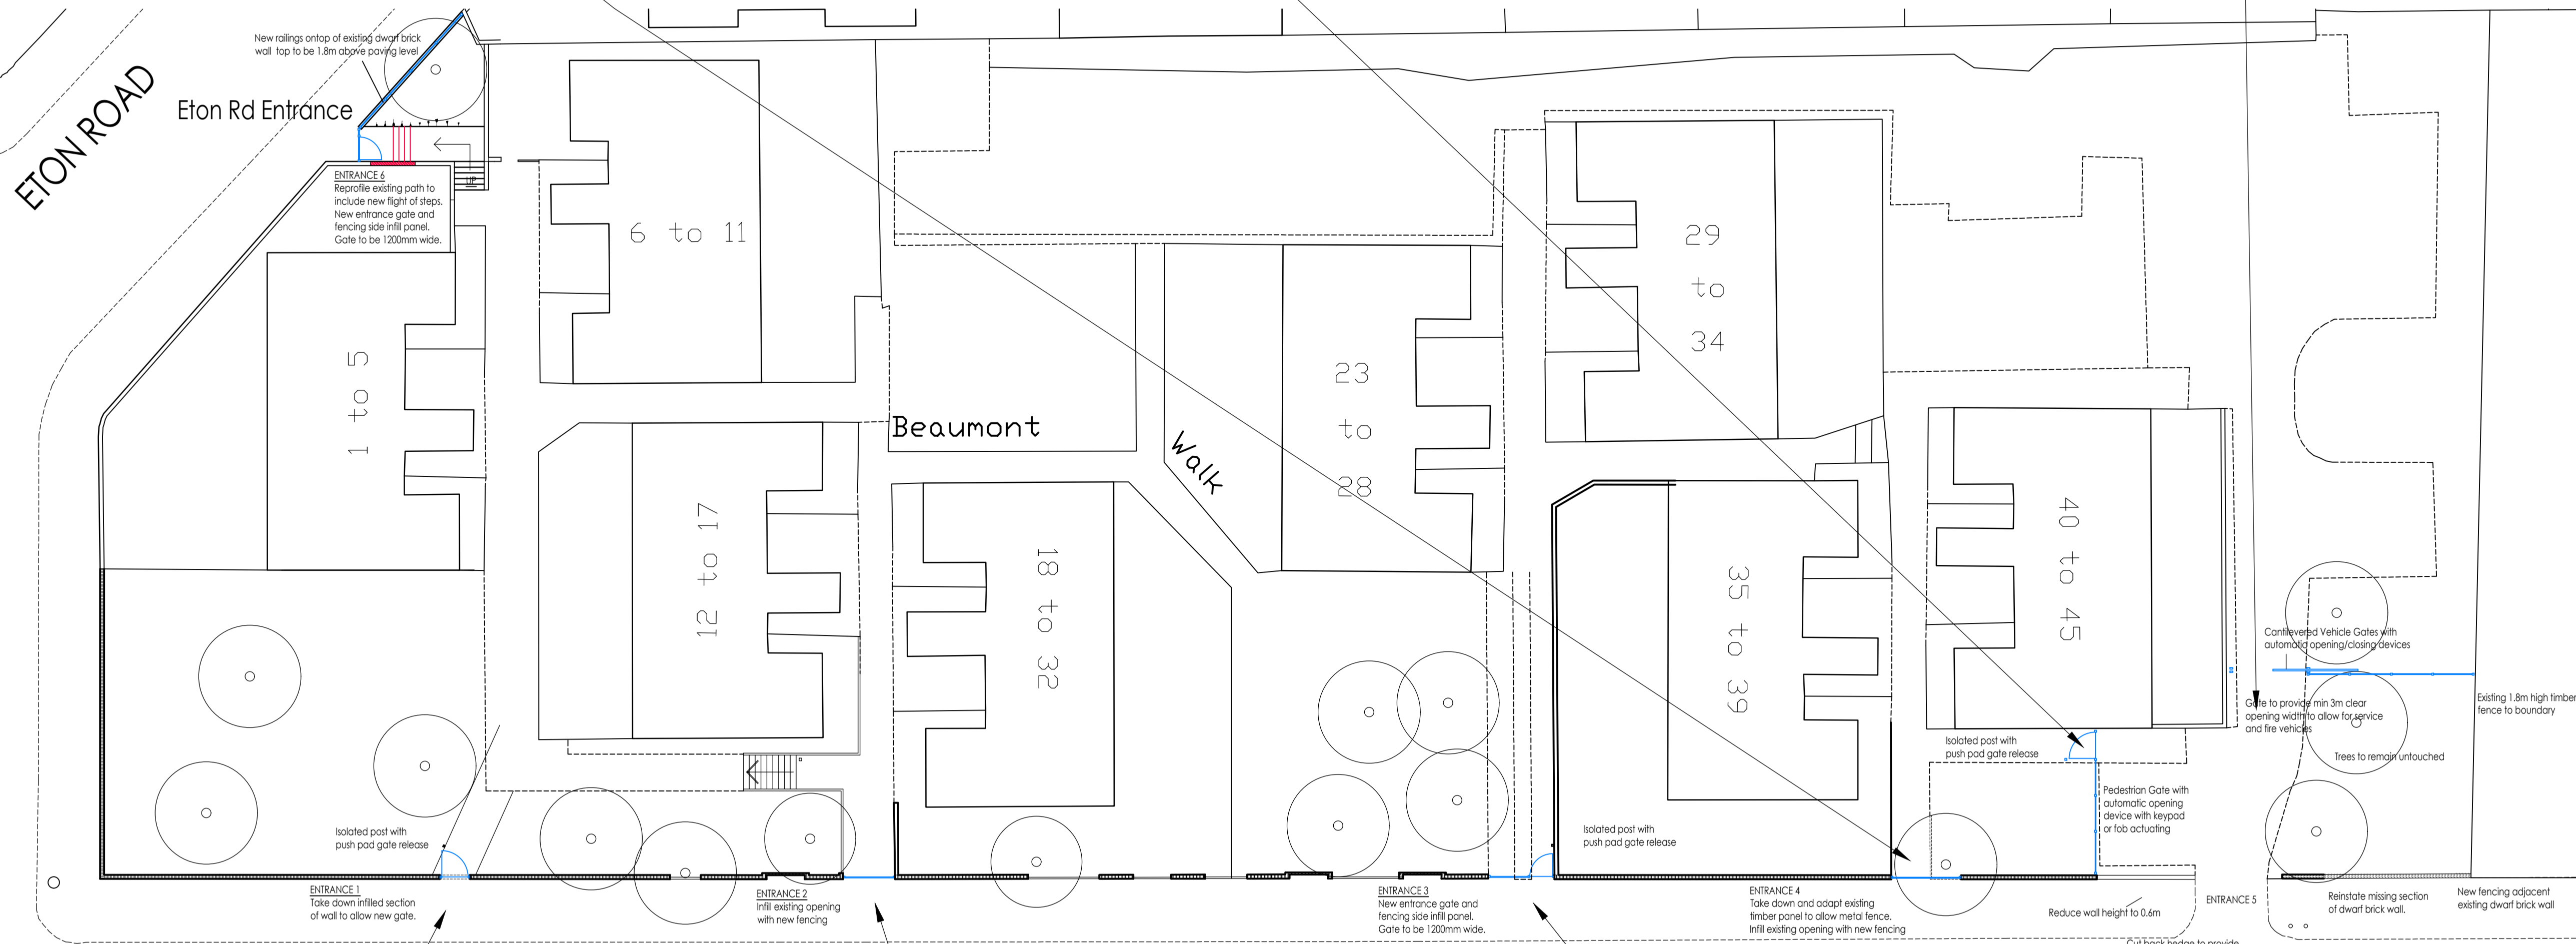 New railings ontop of existing dwarf brick
wall top to be 1.8m above paving level
ETON ROAD
Eton Rd Entrance
ENTRANCE 6
Reprofile existing path to
include new flight of steps.
New entrance gate and
fencing side infill panel.
Gate to be 1200mm wide.
UP
6 to 11
1 to 5
12 to 17
Beaumont
Walk
18 to 32
23
to
28
29
to
34
35 to 39
40 to 45
Cantilevered Vehicle Gates with
automatic opening/closing devices
Gate to provide min 3m clear
opening width to allow for service
and fire vehicles
Existing 1.8m high timber
fence to boundary
Trees to remain untouched
Isolated post with
push pad gate release
Pedestrian Gate with
automatic opening
device with keypad
or fob actuating
Isolated post with
push pad gate release
Isolated post with
push pad gate release
ENTRANCE 1
Take down infilled section
of wall to allow new gate.
ENTRANCE 2
Infill existing opening
with new fencing
ENTRANCE 3
New entrance gate and
fencing side infill panel.
Gate to be 1200mm wide.
ENTRANCE 4
Take down and adapt existing
timber panel to allow metal fence.
Infill existing opening with new fencing
Reduce wall height to 0.6m
ENTRANCE 5
Reinstate missing section
of dwarf brick wall.
New fencing adjacent
existing dwarf brick wall
Cut back hedge to provide